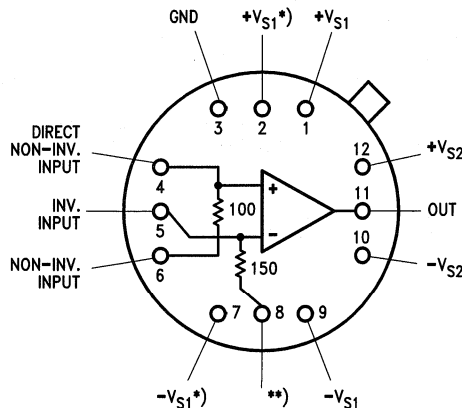 GND
+VS1*)
+VS1
3
2
1
DIRECT
NON-INV.
INPUT
4
12
+VS2
+
100
11
OUT
INV.
INPUT
5
-
10
-VS2
NON-INV.
INPUT
6
150
7
8
9
-VS1*)
**)
-VS1